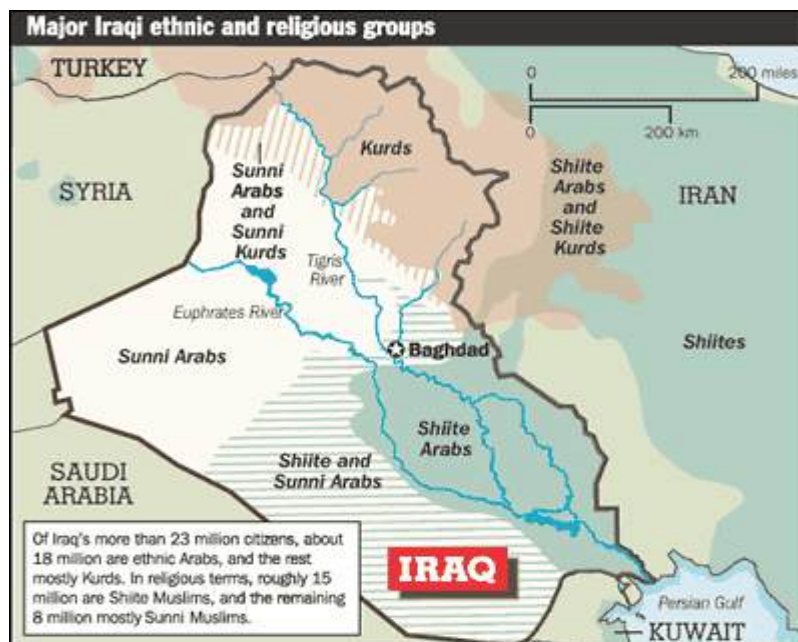 Major Iraqi ethnic and religious groups
TURKEY
0
200 miles
0
200 km
Kurds
SYRIA
Sunni
Arabs
and
Sunni
Kurds
Shiite
Arabs
and
Shiite
Kurds
IRAN
Tigris
River
Euphrates River
Sunni Arabs
Baghdad
Shiites
Shiite
Arabs
SAUDI
ARABIA
Shiite and
Sunni Arabs
Of Iraq's more than 23 million citizens, about
18 million are ethnic Arabs, and the rest
mostly Kurds. In religious terms, roughly 15
million are Shiite Muslims, and the remaining
8 million mostly Sunni Muslims.
IRAQ
Persian Gulf
KUWAIT